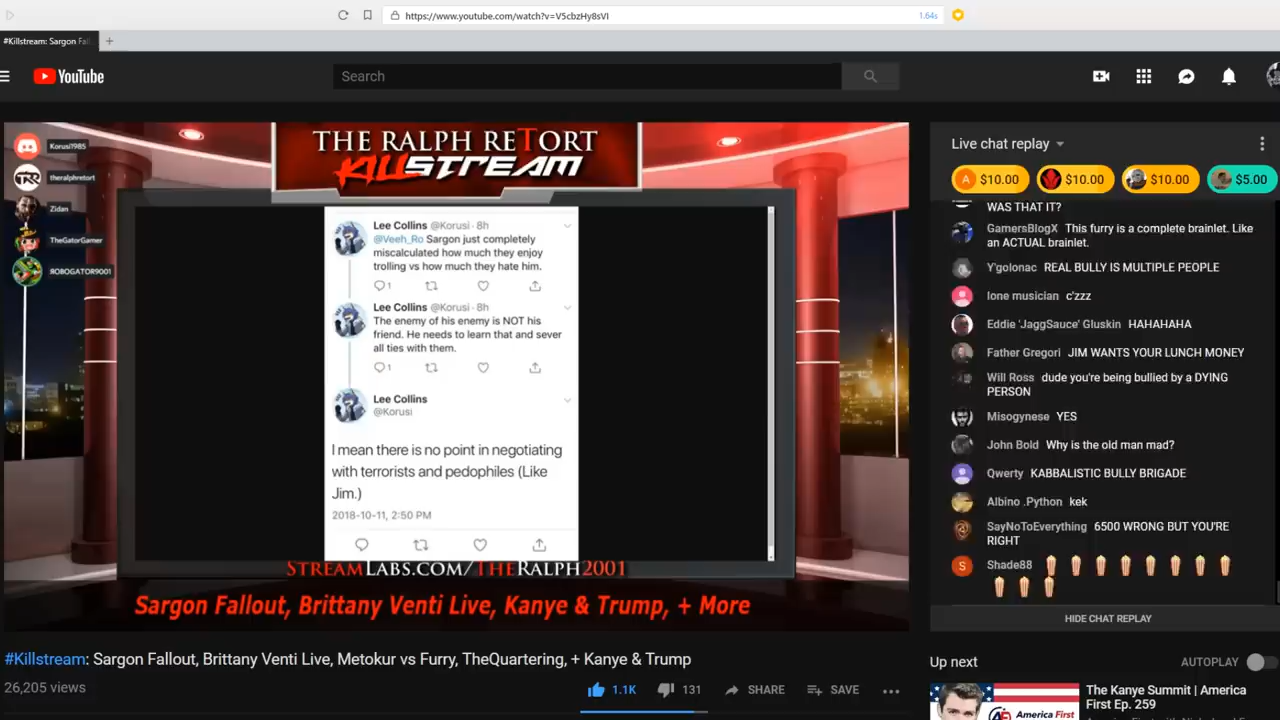 https://www.youtube.com/watch?v=V5cbzHy8sVI
1.64s
#Killstream: Sargon Fal
YouTube
Search
THE RALPH RETORT
KILLSTREAM
Korusi1985
theralphretort
Zidan
TheGatorGamer
ROBOGATOR9001
Lee Collins @Korusi · 8h
@Veeh_Ro Sargon just completely
miscalculated how much they enjoy
trolling vs how much they hate him.
1
Lee Collins @Korusi · 8h
The enemy of his enemy is NOT his
friend. He needs to learn that and sever
all ties with them.
1
Lee Collins
@Korusi
I mean there is no point in negotiating
with terrorists and pedophiles (Like
Jim.)
2018-10-11, 2:50 PM
STREAMLABS.COM/THERALPH2001
Sargon Fallout, Brittany Venti Live, Kanye & Trump, + More
#Killstream: Sargon Fallout, Brittany Venti Live, Metokur vs Furry, TheQuartering, + Kanye & Trump
26,205 views
1.1K
131
SHARE
SAVE
Live chat replay
A $10.00
$10.00
$10.00
$5.00
WAS THAT IT?
GamersBlogX This furry is a complete brainlet. Like
an ACTUAL brainlet.
Y'golonac REAL BULLY IS MULTIPLE PEOPLE
lone musician c'zzz
Eddie 'JaggSauce' Gluskin HAHAHAHA
Father Gregori JIM WANTS YOUR LUNCH MONEY
Will Ross dude you're being bullied by a DYING
PERSON
Misogynese YES
John Bold Why is the old man mad?
Qwerty KABBALISTIC BULLY BRIGADE
Albino .Python kek
SayNoToEverything 6500 WRONG BUT YOU'RE
RIGHT
S Shade88
HIDE CHAT REPLAY
Up next
AUTOPLAY
The Kanye Summit | America
First Ep. 259
America First